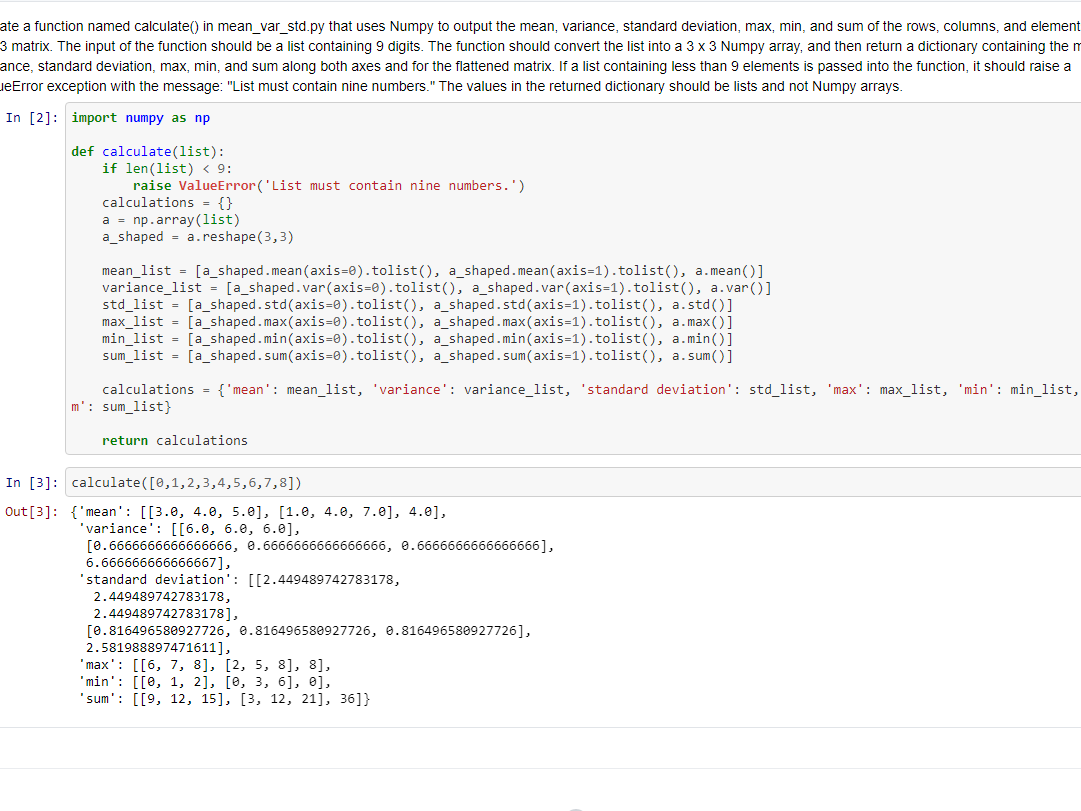 ate a function named calculate() in mean_var_std.py that uses Numpy to output the mean, variance, standard deviation, max, min, and sum of the rows, columns, and element
3 matrix. The input of the function should be a list containing 9 digits. The function should convert the list into a 3 x 3 Numpy array, and then return a dictionary containing the m
ance, standard deviation, max, min, and sum along both axes and for the flattened matrix. If a list containing less than 9 elements is passed into the function, it should raise a
ueError exception with the message: "List must contain nine numbers." The values in the returned dictionary should be lists and not Numpy arrays.
In [2]: import numpy as np
def calculate(list):
    if len(list) < 9:
        raise ValueError('List must contain nine numbers.')
    calculations = {}
    a = np.array(list)
    a_shaped = a.reshape(3,3)
    mean_list = [a_shaped.mean(axis=0).tolist(), a_shaped.mean(axis=1).tolist(), a.mean()]
    variance_list = [a_shaped.var(axis=0).tolist(), a_shaped.var(axis=1).tolist(), a.var()]
    std_list = [a_shaped.std(axis=0).tolist(), a_shaped.std(axis=1).tolist(), a.std()]
    max_list = [a_shaped.max(axis=0).tolist(), a_shaped.max(axis=1).tolist(), a.max()]
    min_list = [a_shaped.min(axis=0).tolist(), a_shaped.min(axis=1).tolist(), a.min()]
    sum_list = [a_shaped.sum(axis=0).tolist(), a_shaped.sum(axis=1).tolist(), a.sum()]
    calculations = {'mean': mean_list, 'variance': variance_list, 'standard deviation': std_list, 'max': max_list, 'min': min_list,
m': sum_list}
    return calculations
In [3]: calculate([0,1,2,3,4,5,6,7,8])
Out[3]: {'mean': [[3.0, 4.0, 5.0], [1.0, 4.0, 7.0], 4.0],
 'variance': [[6.0, 6.0, 6.0],
  [0.6666666666666666, 0.6666666666666666, 0.6666666666666666],
  6.666666666666667],
 'standard deviation': [[2.449489742783178,
   2.449489742783178,
   2.449489742783178],
  [0.816496580927726, 0.816496580927726, 0.816496580927726],
  2.581988897471611],
 'max': [[6, 7, 8], [2, 5, 8], 8],
 'min': [[0, 1, 2], [0, 3, 6], 0],
 'sum': [[9, 12, 15], [3, 12, 21], 36]}